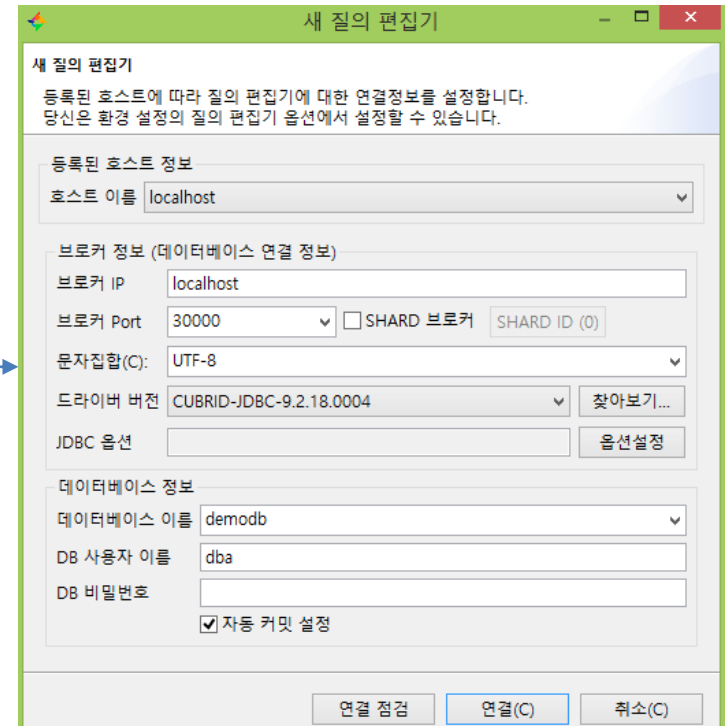 새 질의 편집기
새 질의 편집기
등록된 호스트에 따라 질의 편집기에 대한 연결정보를 설정합니다.
당신은 환경 설정의 질의 편집기 옵션에서 설정할 수 있습니다.
등록된 호스트 정보
호스트 이름 localhost
브로커 정보 (데이터베이스 연결 정보)
브로커 IP localhost
브로커 Port 30000 SHARD 브로커 SHARD ID (0)
문자집합(C): UTF-8
드라이버 버전 CUBRID-JDBC-9.2.18.0004 찾아보기...
JDBC 옵션 옵션설정
데이터베이스 정보
데이터베이스 이름 demodb
DB 사용자 이름 dba
DB 비밀번호
자동 커밋 설정
연결 점검 연결(C) 취소(C)